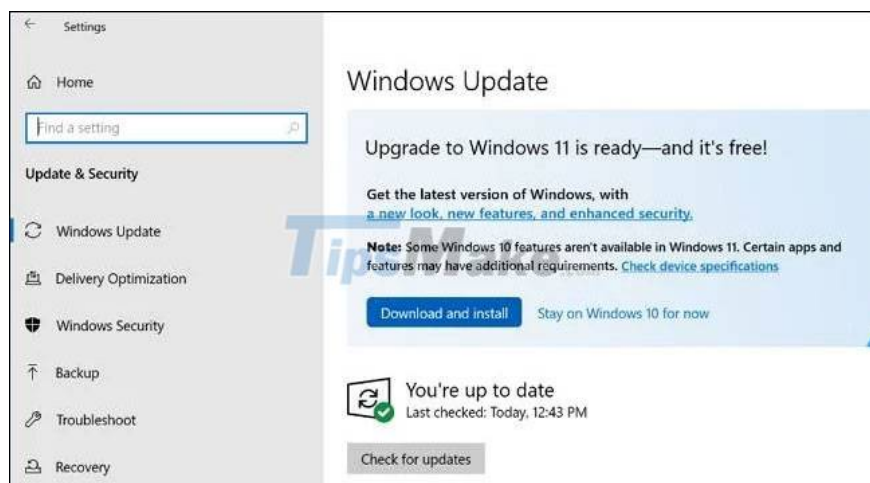 Settings
Home
Find a setting
Update & Security
Windows Update
Delivery Optimization
Windows Security
Backup
Troubleshoot
Recovery
Windows Update
Upgrade to Windows 11 is ready—and it's free!
Get the latest version of Windows, with
a new look, new features, and enhanced security.
Note: Some Windows 10 features aren't available in Windows 11. Certain apps and
features may have additional requirements. Check device specifications
Download and install
Stay on Windows 10 for now
You're up to date
Last checked: Today, 12:43 PM
Check for updates
TipsMake.com